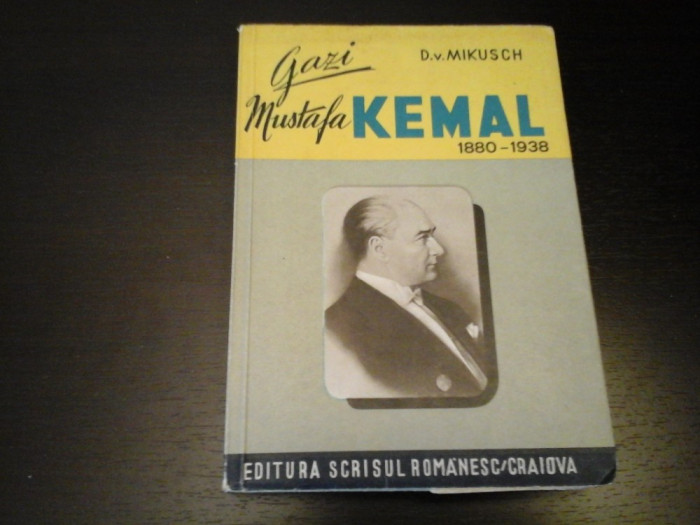 Gazi
D.v. MIKUSCH
Mustafa KEMAL
1880-1938
EDITURA SCRISUL ROMÂNESC/CRAIOVA